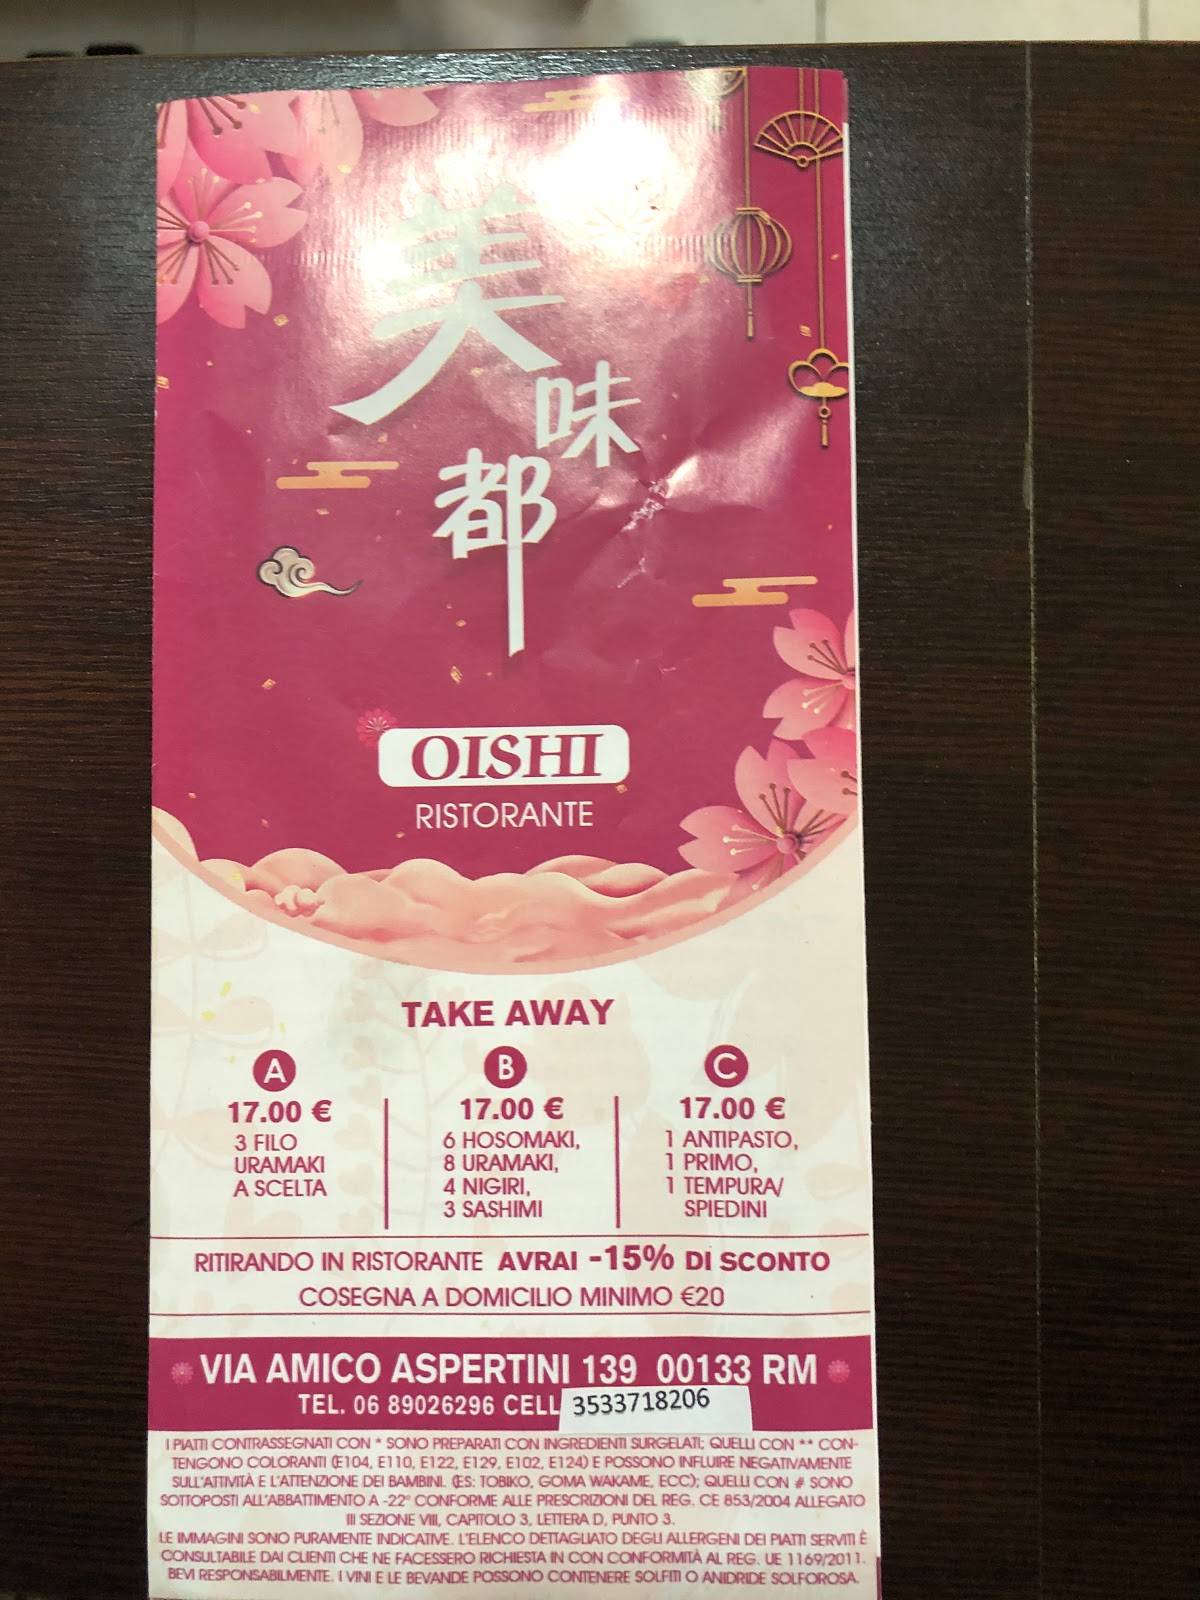 美
味
都
OISHI
RISTORANTE
TAKE AWAY
A
17.00 €
3 FILO
URAMAKI
A SCELTA
B
17.00 €
6 HOSOMAKI,
8 URAMAKI,
4 NIGIRI,
3 SASHIMI
C
17.00 €
1 ANTIPASTO,
1 PRIMO,
1 TEMPURA/
SPIEDINI
RITIRANDO IN RISTORANTE AVRAI -15% DI SCONTO
COSEGNA A DOMICILIO MINIMO €20
VIA AMICO ASPERTINI 139 00133 RM
TEL. 06 89026296 CELL 3533718206
I PIATTI CONTRASSEGNATI CON * SONO PREPARATI CON INGREDIENTI SURGELATI; QUELLI CON ** CON-
TENGONO COLORANTI (E104, E110, E122, E129, E102, E124) E POSSONO INFLUIRE NEGATIVAMENTE
SULL'ATTIVITÀ E L'ATTENZIONE DEI BAMBINI. (ES: TOBIKO, GOMA WAKAME, ECC); QUELLI CON # SONO
SOTTOPOSTI ALL'ABBATTIMENTO A -22° CONFORME ALLE PRESCRIZIONI DEL REG. CE 853/2004 ALLEGATO
III SEZIONE VIII, CAPITOLO 3, LETTERA D, PUNTO 3.
LE IMMAGINI SONO PURAMENTE INDICATIVE. L'ELENCO DETTAGLIATO DEGLI ALLERGENI DEI PIATTI SERVITI È
CONSULTABILE DAI CLIENTI CHE NE FACESSERO RICHIESTA IN CON CONFORMITÀ AL REG. UE 1169/2011.
BEVI RESPONSABILMENTE. I VINI E LE BEVANDE POSSONO CONTENERE SOLFITI O ANIDRIDE SOLFOROSA.